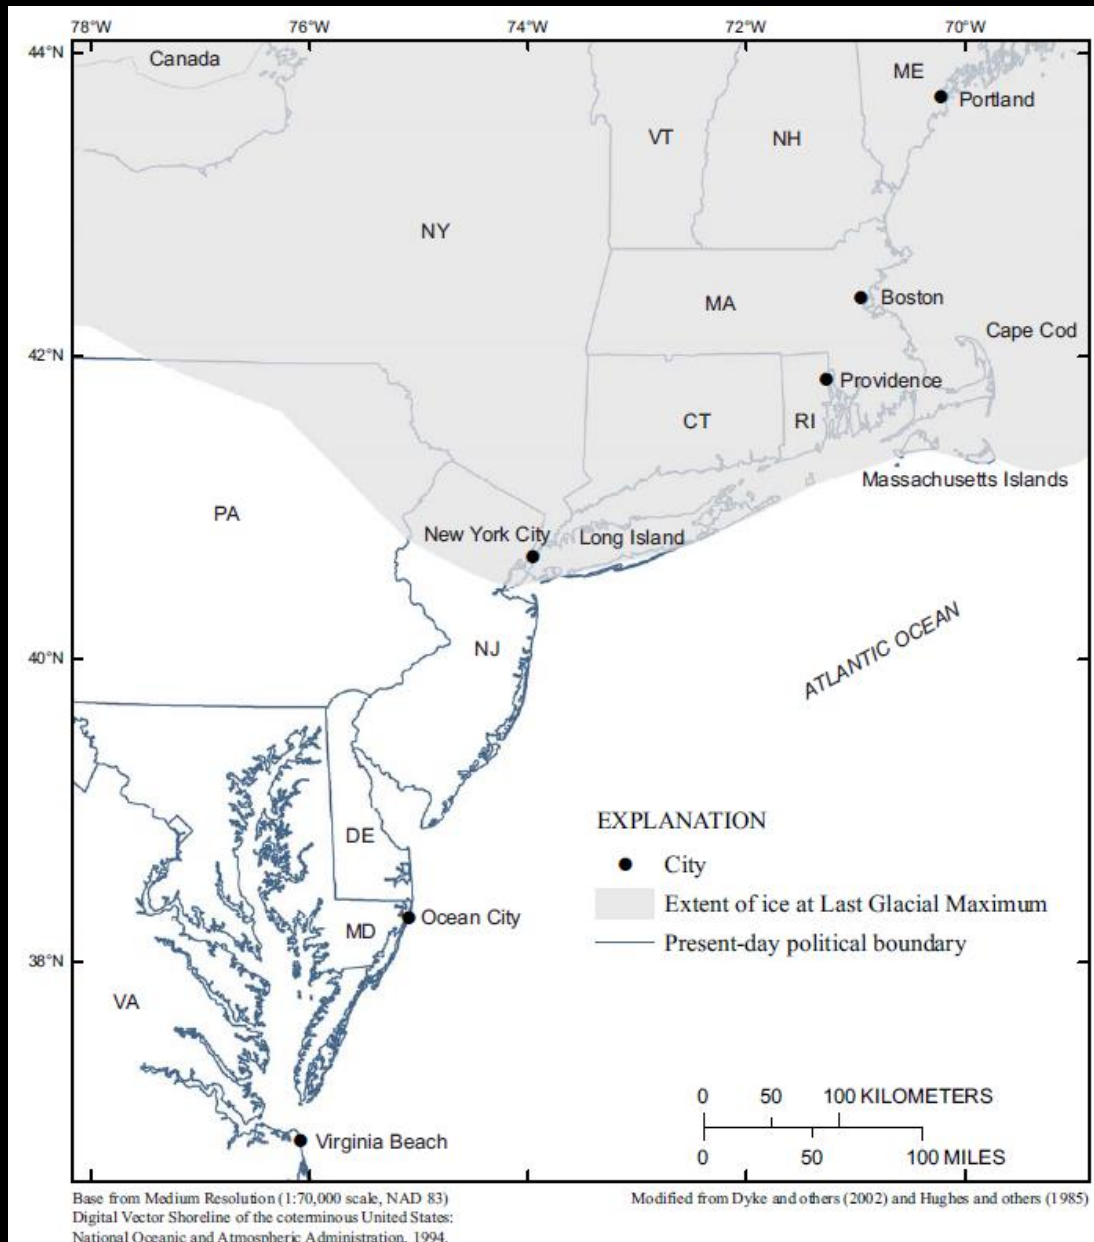 78°W 76°W 74°W 72°W 70°W
44°N
Canada
ME
Portland
VT
NH
NY
MA
Boston
Cape Cod
42°N
Providence
CT
RI
Massachusetts Islands
PA
New York City
Long Island
ATLANTIC OCEAN
40°N
NJ
EXPLANATION
City
Extent of ice at Last Glacial Maximum
Present-day political boundary
DE
Ocean City
MD
38°N
VA
0 50 100 KILOMETERS
0 50 100 MILES
Virginia Beach
Base from Medium Resolution (1:70,000 scale, NAD 83)
Digital Vector Shoreline of the coterminous United States:
National Oceanic and Atmospheric Administration, 1994.
Modified from Dyke and others (2002) and Hughes and others (1985)